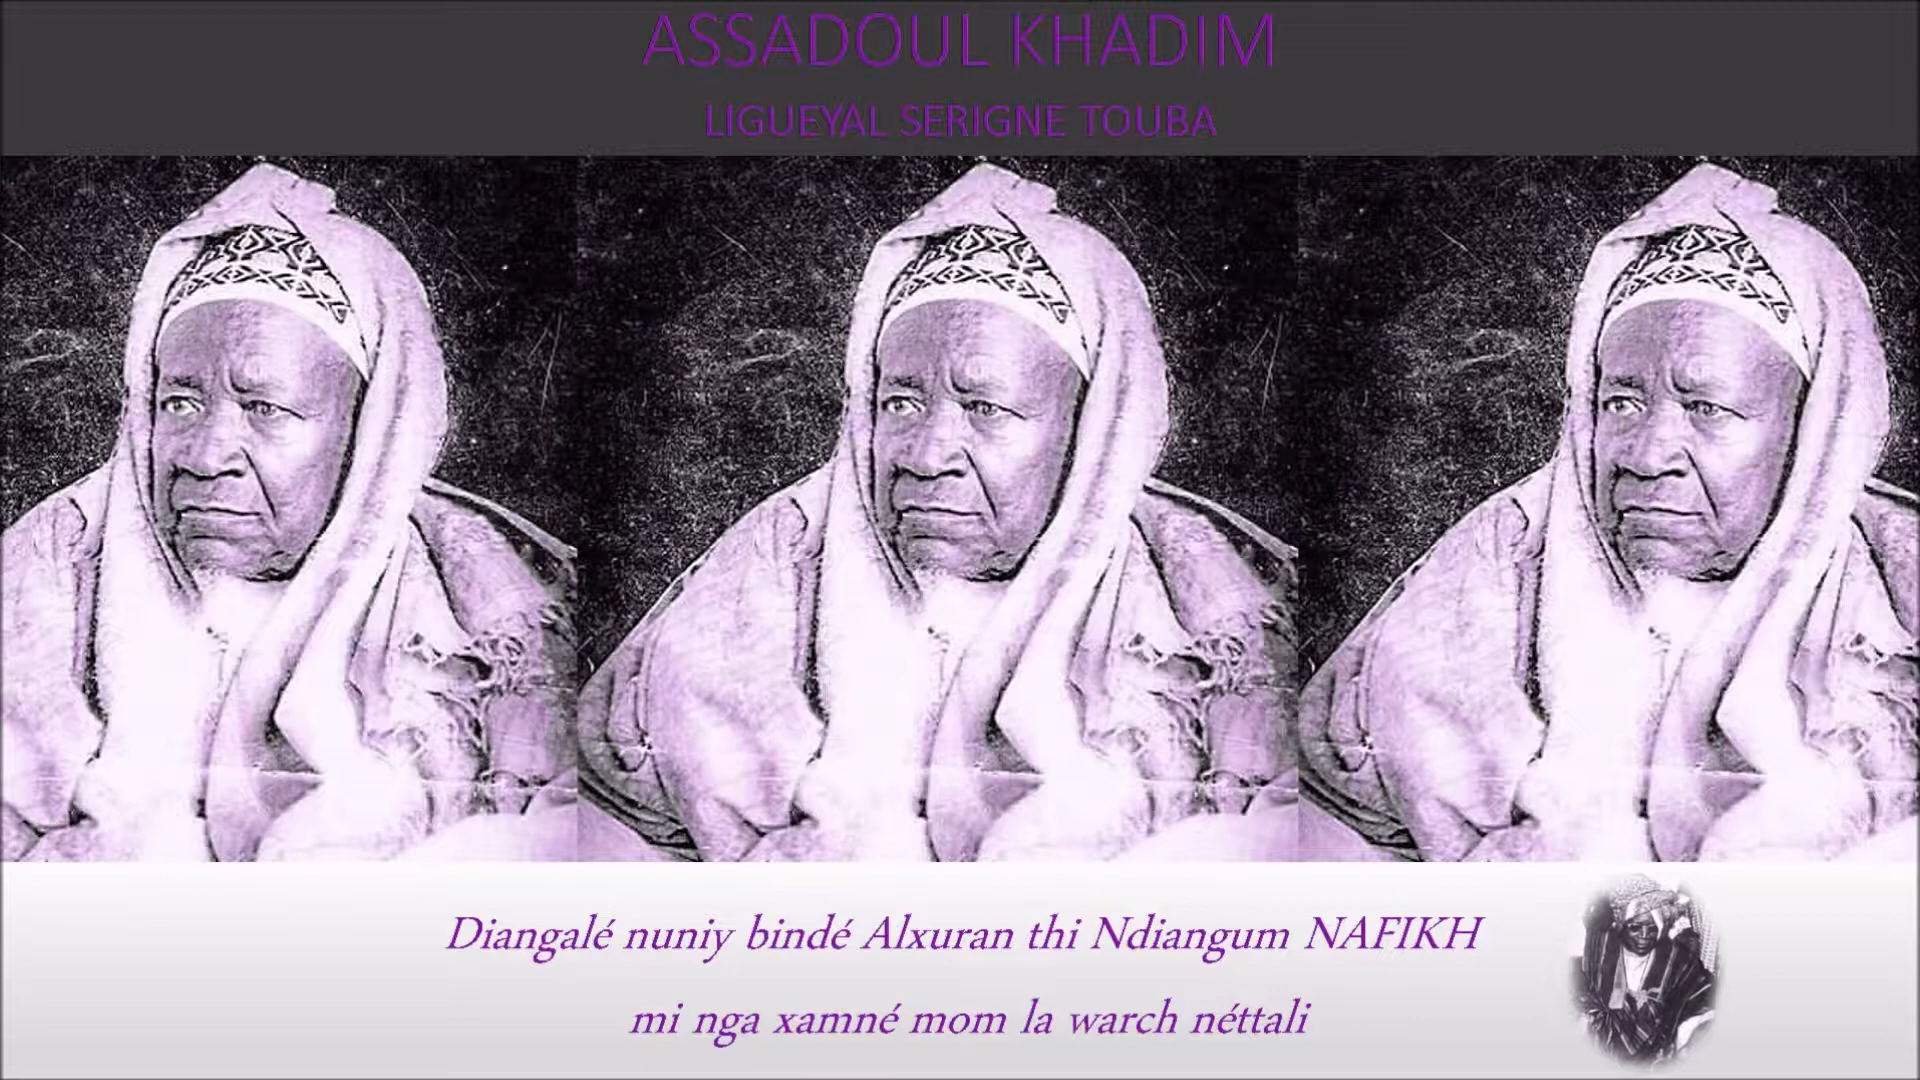 ASSADOUL KHADIM
LIGUEYAL SERIGNE TOUBA
Diangalé nuniy bindé Alxuran thi Ndiangum NAFIKH
mi nga xamné mom la warch néttali